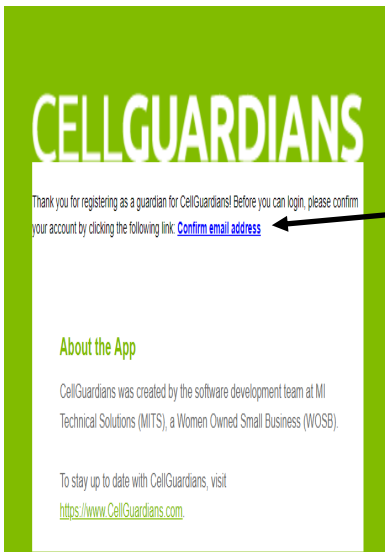 CELLGUARDIANS
Thank you for registering as a guardian for CellGuardians! Before you can login, please confirm
your account by clicking the following link: Confirm email address
About the App
CellGuardians was created by the software development team at MI
Technical Solutions (MITS), a Women Owned Small Business (WOSB).
To stay up to date with CellGuardians, visit
https://www.CellGuardians.com.